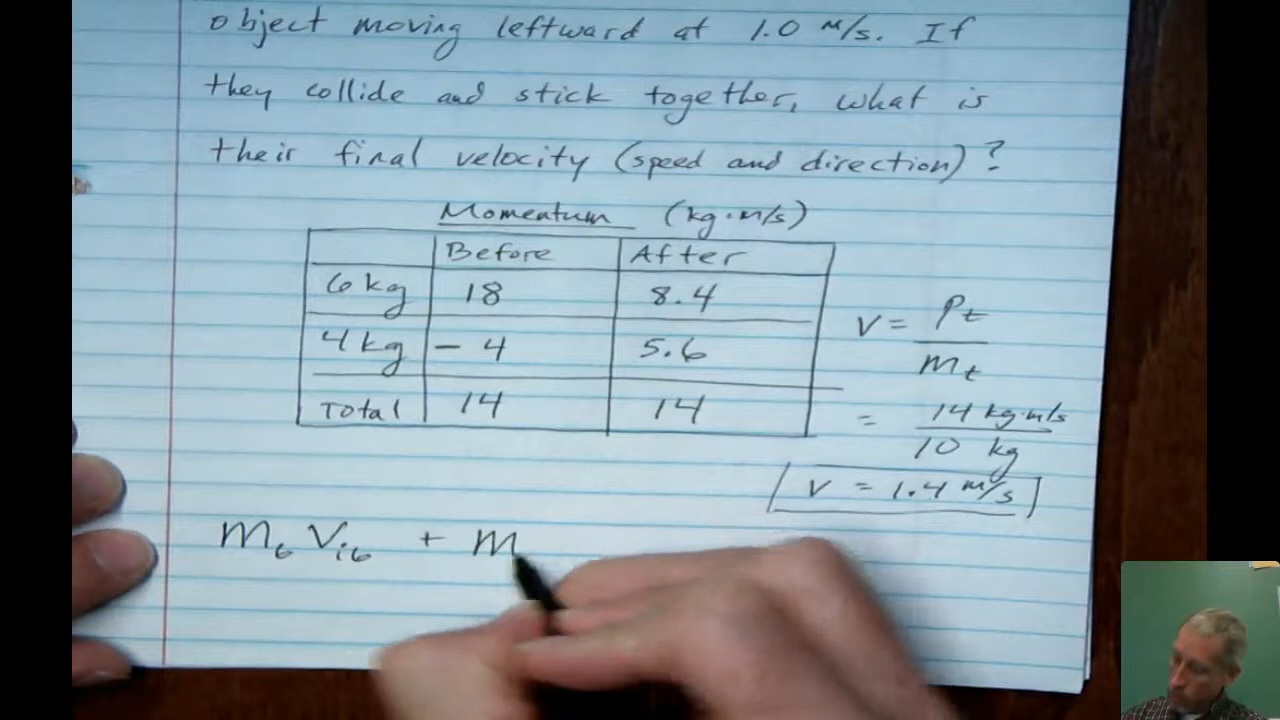 object moving leftward at 1.0 m/s. If
they collide and stick together, what is
their final velocity (speed and direction)?
Momentum (kg·m/s)
Before After
6 kg 18 8.4
4 kg - 4 5.6
Total 14 14
v = Pt / mt
= 14 kg·m/s / 10 kg
v = 1.4 m/s
m6 Vi6 + m